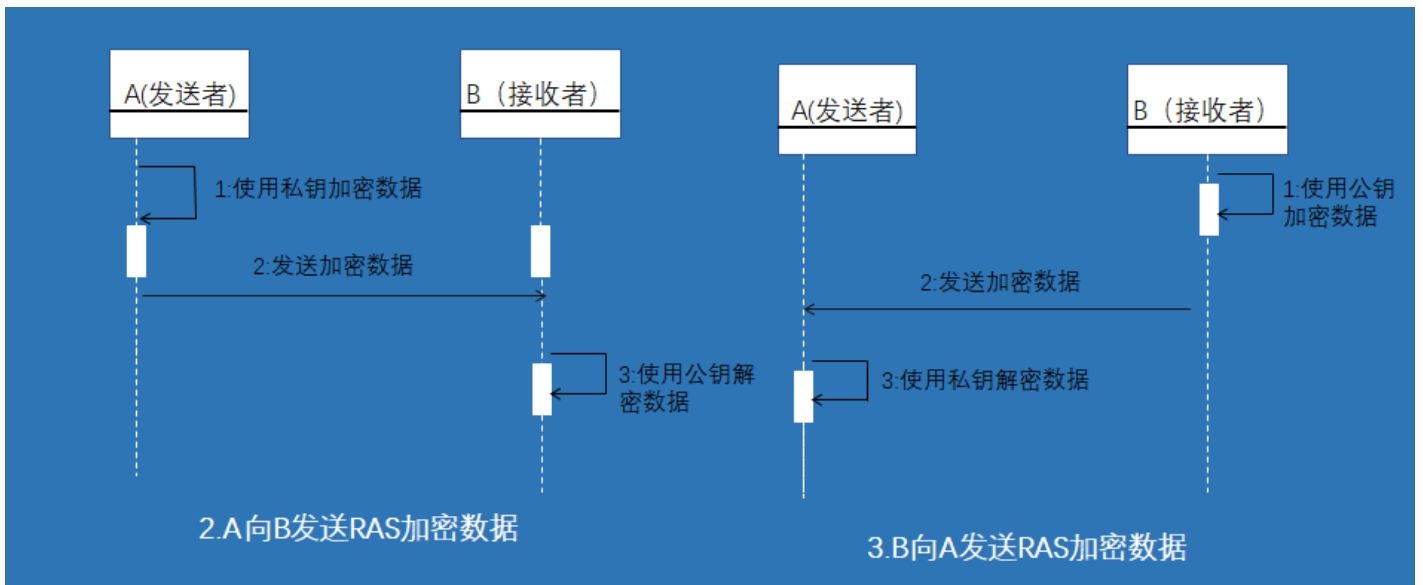 A(发送者)
B（接收者）
1:使用私钥加密数据
2:发送加密数据
3:使用公钥解
密数据
2.A向B发送RAS加密数据
A(发送者)
B（接收者）
1:使用公钥
加密数据
2:发送加密数据
3:使用私钥解密数据
3.B向A发送RAS加密数据